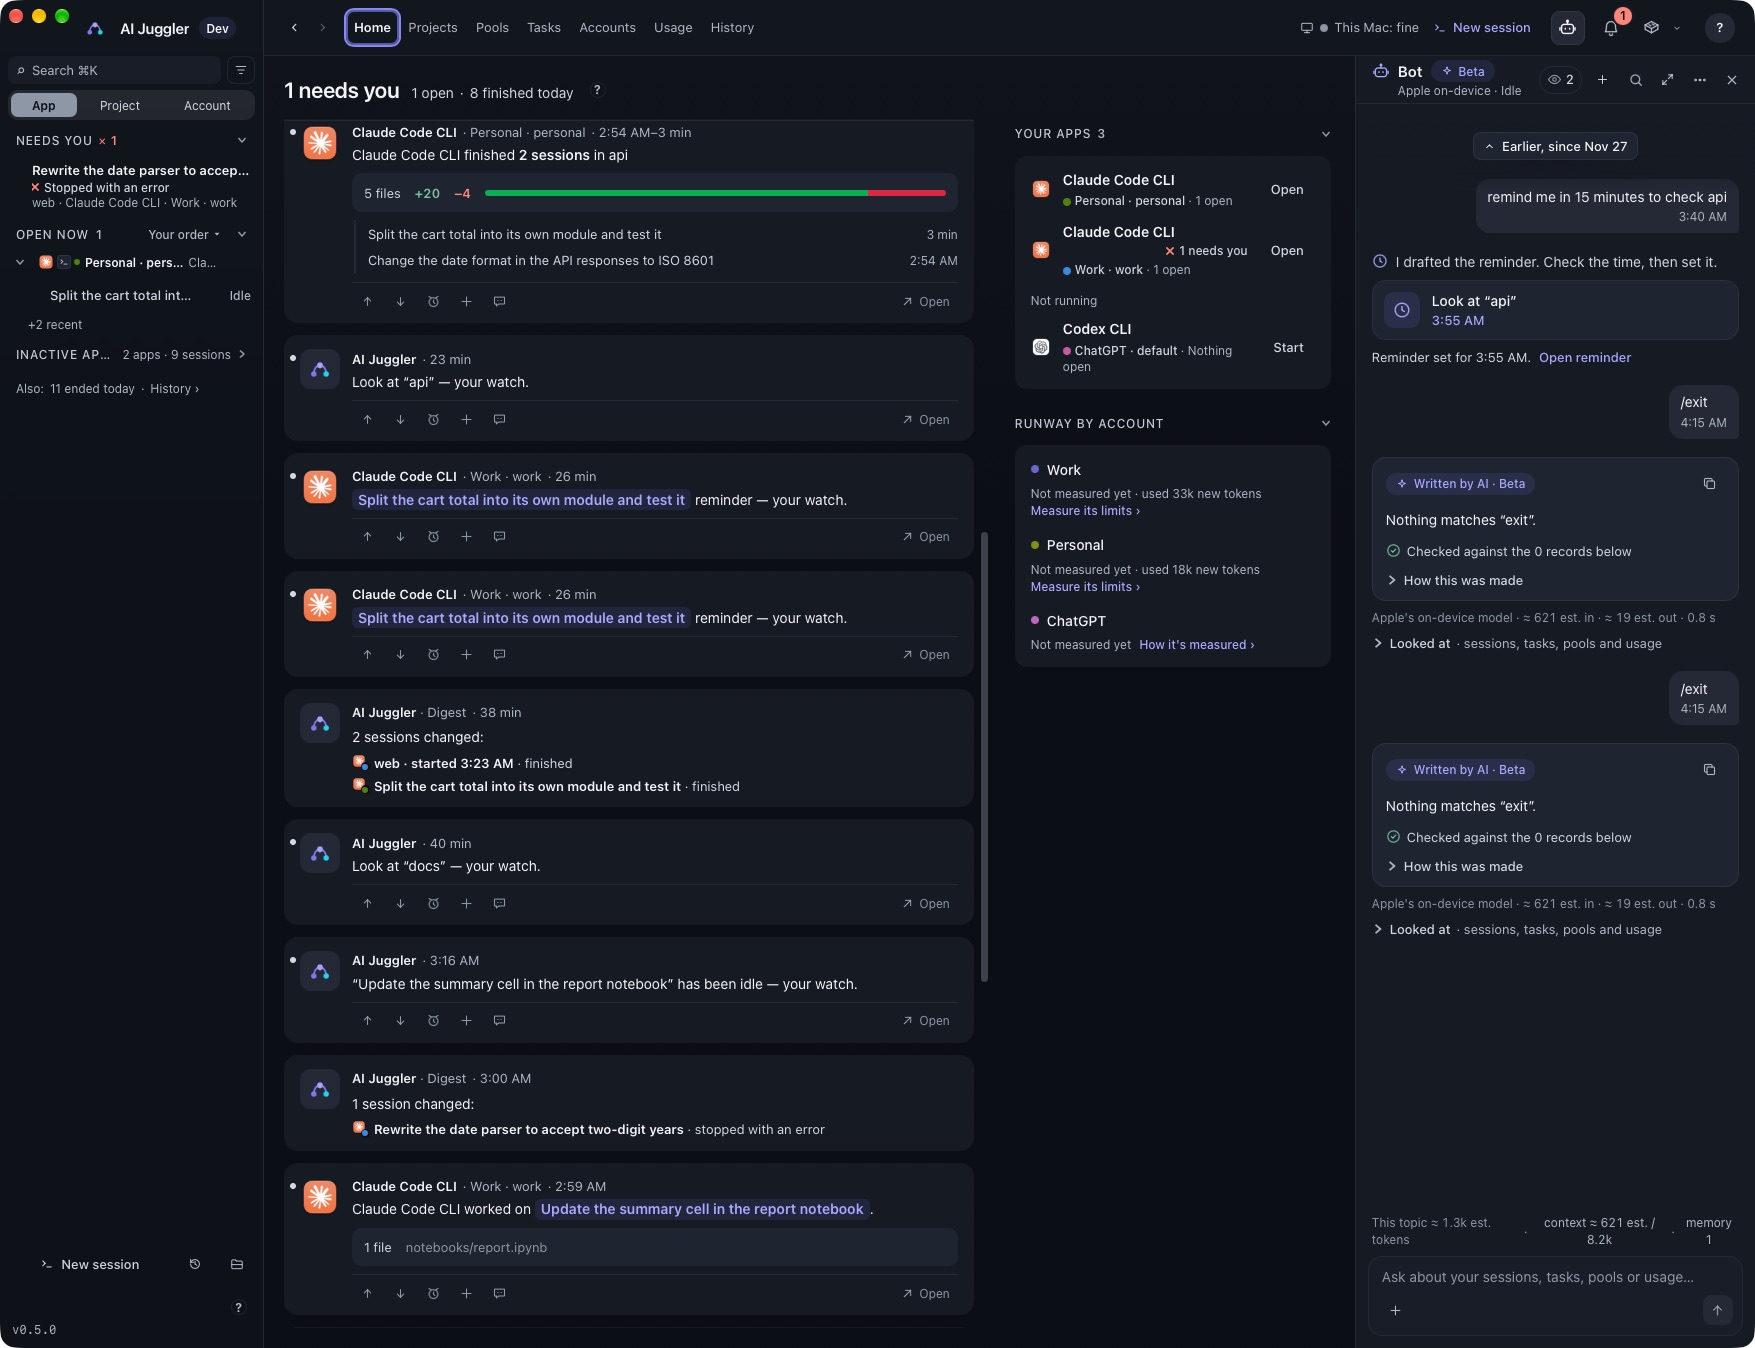 AI Juggler Dev
Search ⌘K
App Project Account
NEEDS YOU × 1
Rewrite the date parser to accep...
Stopped with an error
web · Claude Code CLI · Work · work
OPEN NOW 1 Your order
Personal · pers... Cla...
Split the cart total int... Idle
+2 recent
INACTIVE AP... 2 apps · 9 sessions
Also: 11 ended today · History ›
New session
?
v0.5.0
Home Projects Pools Tasks Accounts Usage History
This Mac: fine New session 1 ?
1 needs you 1 open · 8 finished today ?
Claude Code CLI · Personal · personal · 2:54 AM–3 min
Claude Code CLI finished 2 sessions in api
5 files +20 −4
Split the cart total into its own module and test it 3 min
Change the date format in the API responses to ISO 8601 2:54 AM
Open
AI Juggler · 23 min
Look at “api” — your watch.
Open
Claude Code CLI · Work · work · 26 min
Split the cart total into its own module and test it reminder — your watch.
Open
Claude Code CLI · Work · work · 26 min
Split the cart total into its own module and test it reminder — your watch.
Open
AI Juggler · Digest · 38 min
2 sessions changed:
web · started 3:23 AM · finished
Split the cart total into its own module and test it · finished
AI Juggler · 40 min
Look at “docs” — your watch.
Open
AI Juggler · 3:16 AM
“Update the summary cell in the report notebook” has been idle — your watch.
Open
AI Juggler · Digest · 3:00 AM
1 session changed:
Rewrite the date parser to accept two-digit years · stopped with an error
Claude Code CLI · Work · work · 2:59 AM
Claude Code CLI worked on Update the summary cell in the report notebook .
1 file notebooks/report.ipynb
Open
YOUR APPS 3
Claude Code CLI
Personal · personal · 1 open
Open
Claude Code CLI
1 needs you
Work · work · 1 open
Open
Not running
Codex CLI
ChatGPT · default · Nothing
open
Start
RUNWAY BY ACCOUNT
Work
Not measured yet · used 33k new tokens
Measure its limits ›
Personal
Not measured yet · used 18k new tokens
Measure its limits ›
ChatGPT
Not measured yet How it's measured ›
Bot Beta
Apple on-device · Idle
2
Earlier, since Nov 27
remind me in 15 minutes to check api
3:40 AM
I drafted the reminder. Check the time, then set it.
Look at “api”
3:55 AM
Reminder set for 3:55 AM. Open reminder
/exit
4:15 AM
Written by AI · Beta
Nothing matches “exit”.
Checked against the 0 records below
How this was made
Apple's on-device model · ≈ 621 est. in · ≈ 19 est. out · 0.8 s
Looked at · sessions, tasks, pools and usage
/exit
4:15 AM
Written by AI · Beta
Nothing matches “exit”.
Checked against the 0 records below
How this was made
Apple's on-device model · ≈ 621 est. in · ≈ 19 est. out · 0.8 s
Looked at · sessions, tasks, pools and usage
This topic ≈ 1.3k est. tokens · context ≈ 621 est. / 8.2k · memory 1
Ask about your sessions, tasks, pools or usage...